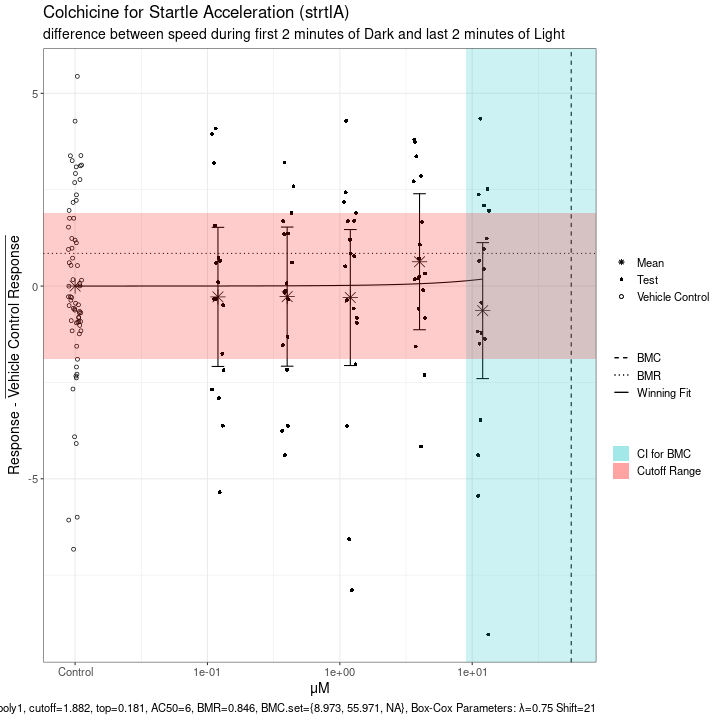 Colchicine for Startle Acceleration (strtlA)
difference between speed during first 2 minutes of Dark and last 2 minutes of Light
5
0
-5
Response - Vehicle Control Response
Control
1e-01
1e+00
1e+01
μM
Mean
Test
Vehicle Control
BMC
BMR
Winning Fit
CI for BMC
Cutoff Range
poly1, cutoff=1.882, top=0.181, AC50=6, BMR=0.846, BMC.set={8.973, 55.971, NA}, Box-Cox Parameters: λ=0.75 Shift=21